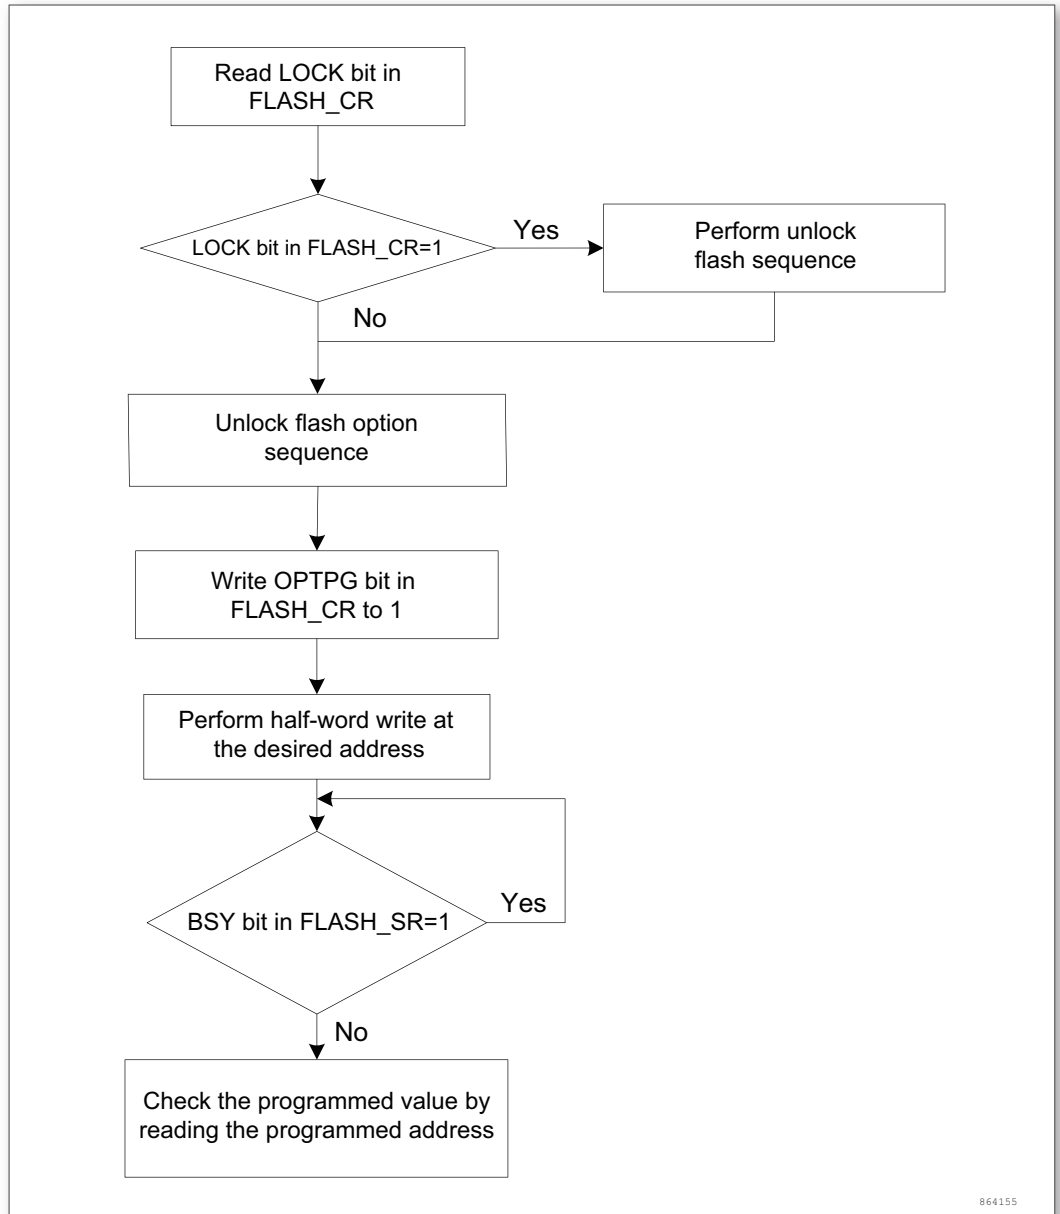 Read LOCK bit in
FLASH_CR
LOCK bit in FLASH_CR=1
Yes
Perform unlock
flash sequence
No
Unlock flash option
sequence
Write OPTPG bit in
FLASH_CR to 1
Perform half-word write at
the desired address
BSY bit in FLASH_SR=1
Yes
No
Check the programmed value by
reading the programmed address
864155